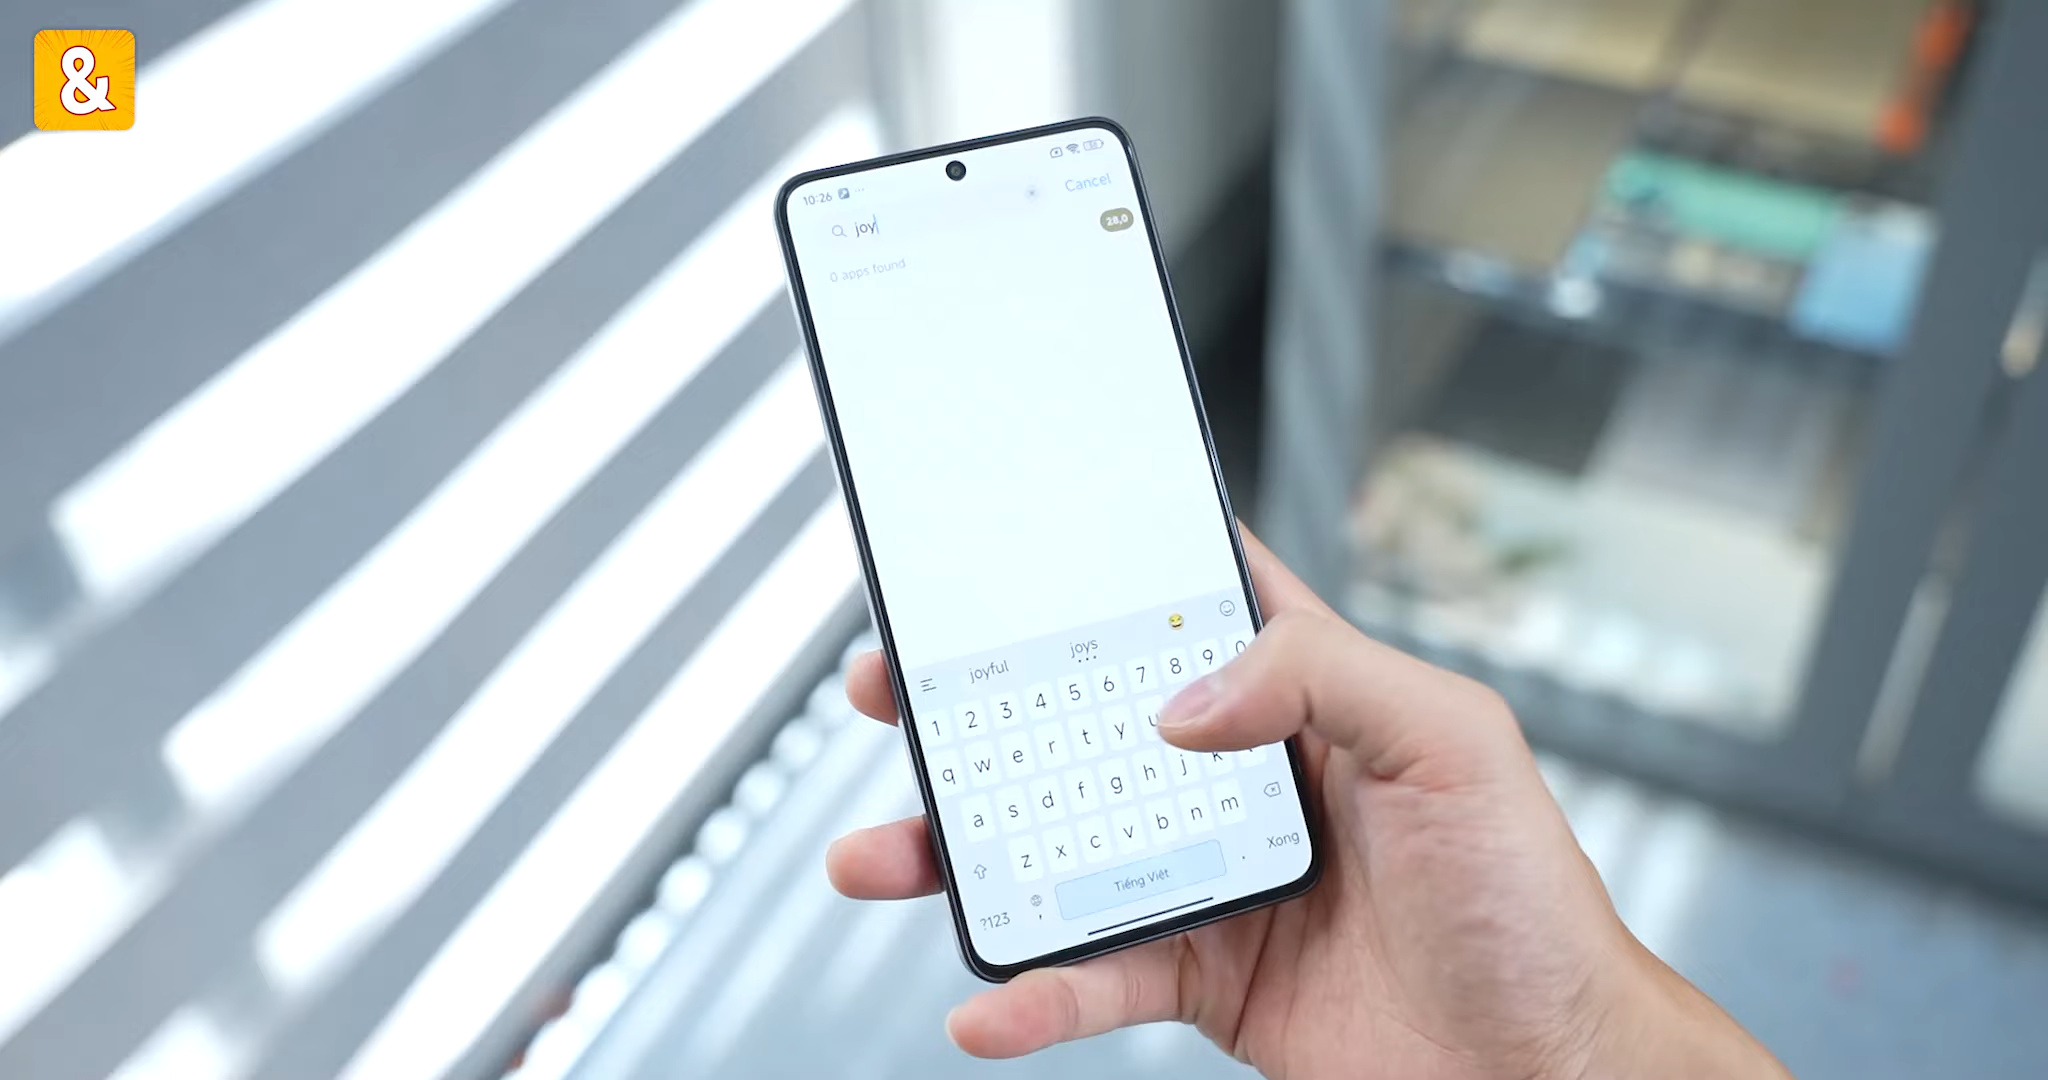 &
10:26
Cancel
joy
28,0
0 apps found
joyful joys
1 2 3 4 5 6 7 8 9 0
q w e r t y u
a s d f g h j k
z x c v b n m
?123 , Tiếng Việt . Xong